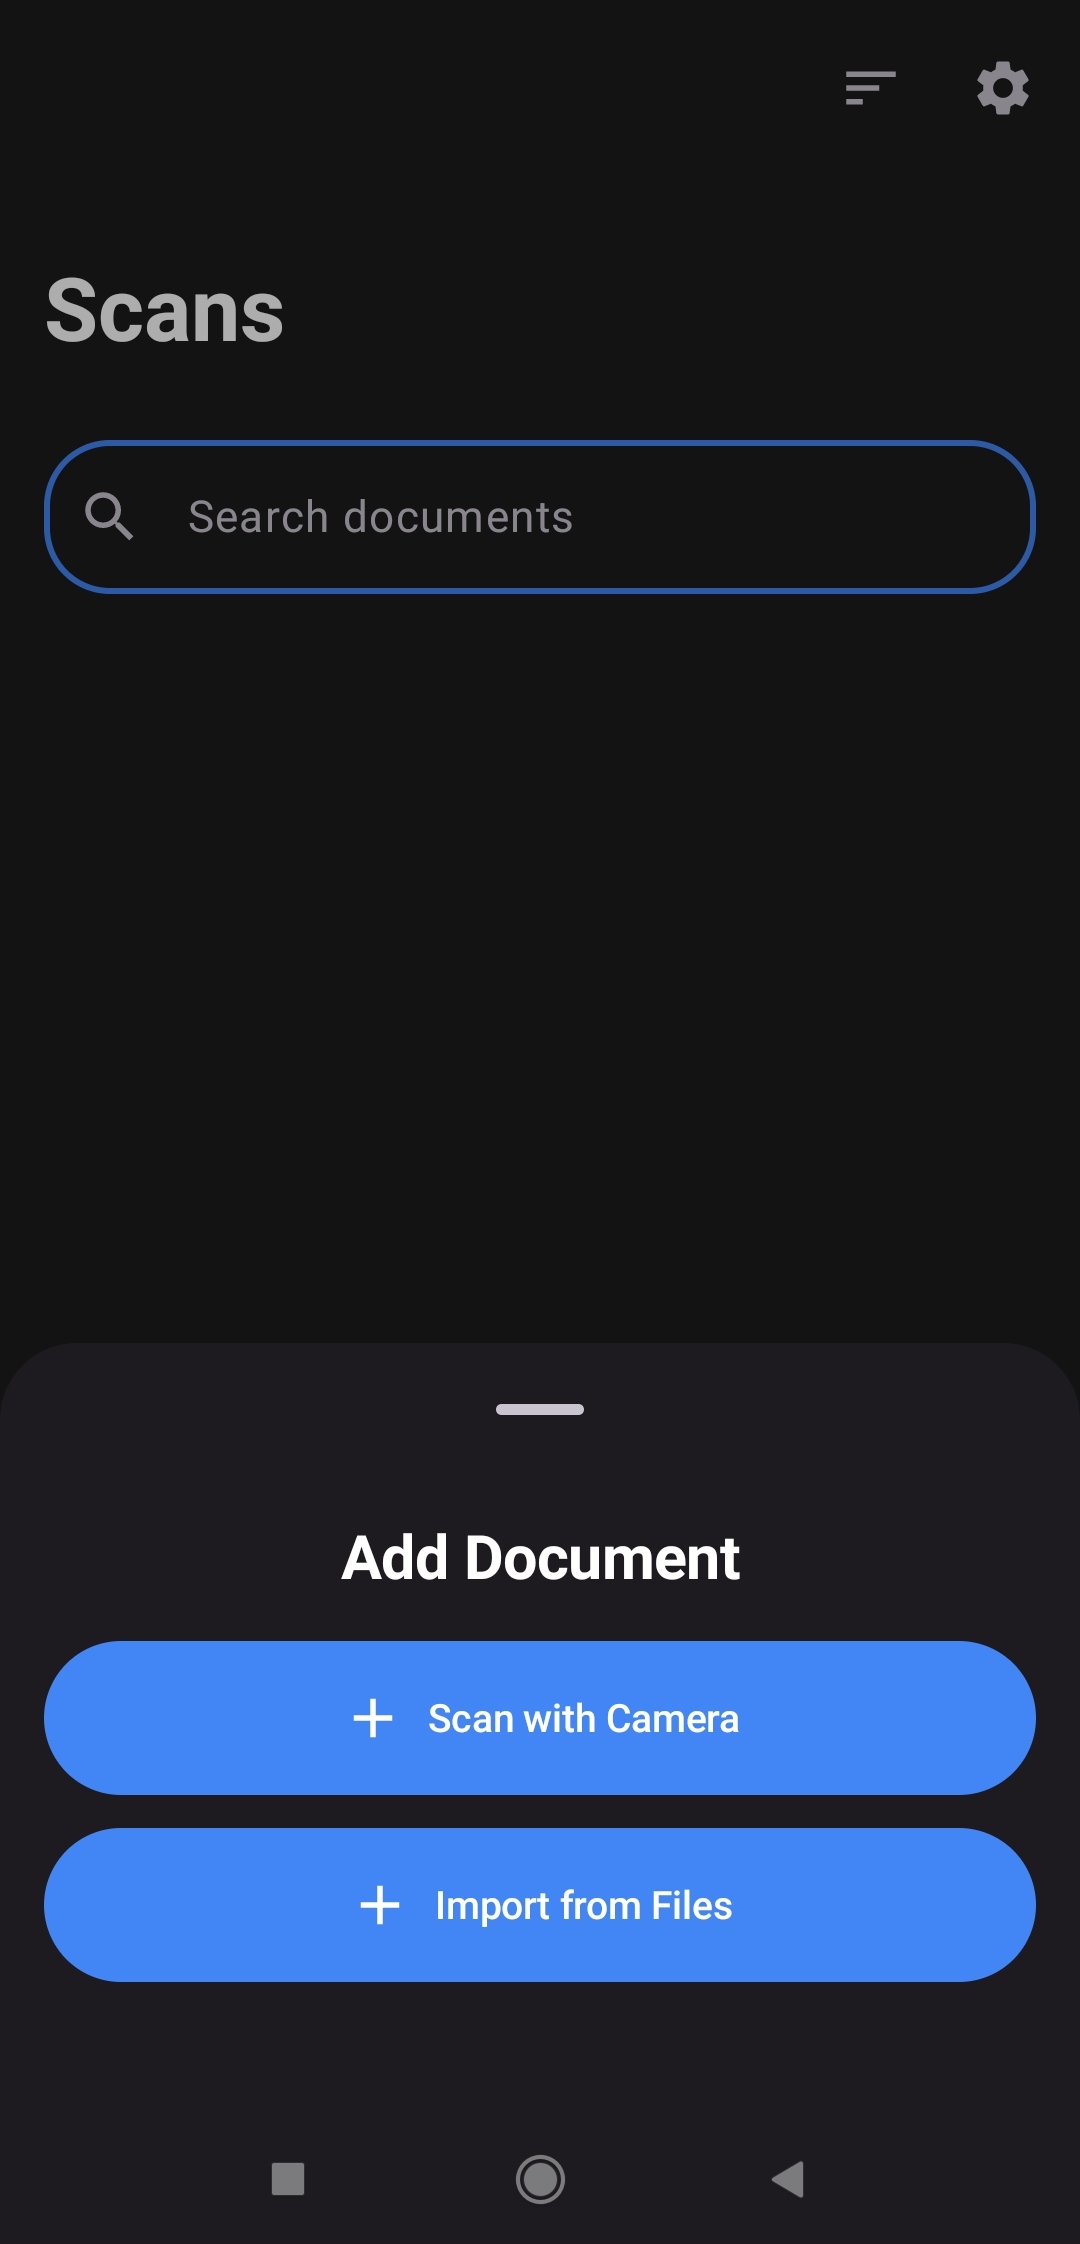 Scans
Search documents
Add Document
Scan with Camera
Import from Files